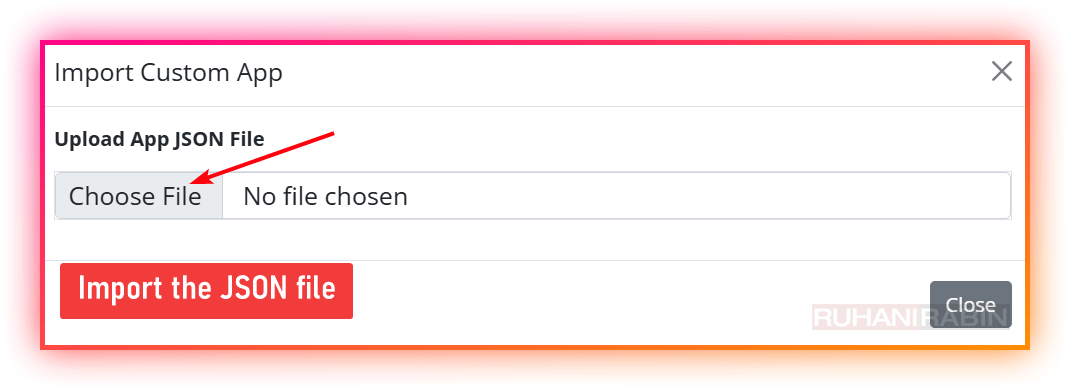 Import Custom App
Upload App JSON File
Choose File No file chosen
Import the JSON file
Close
RUHANI RABIN